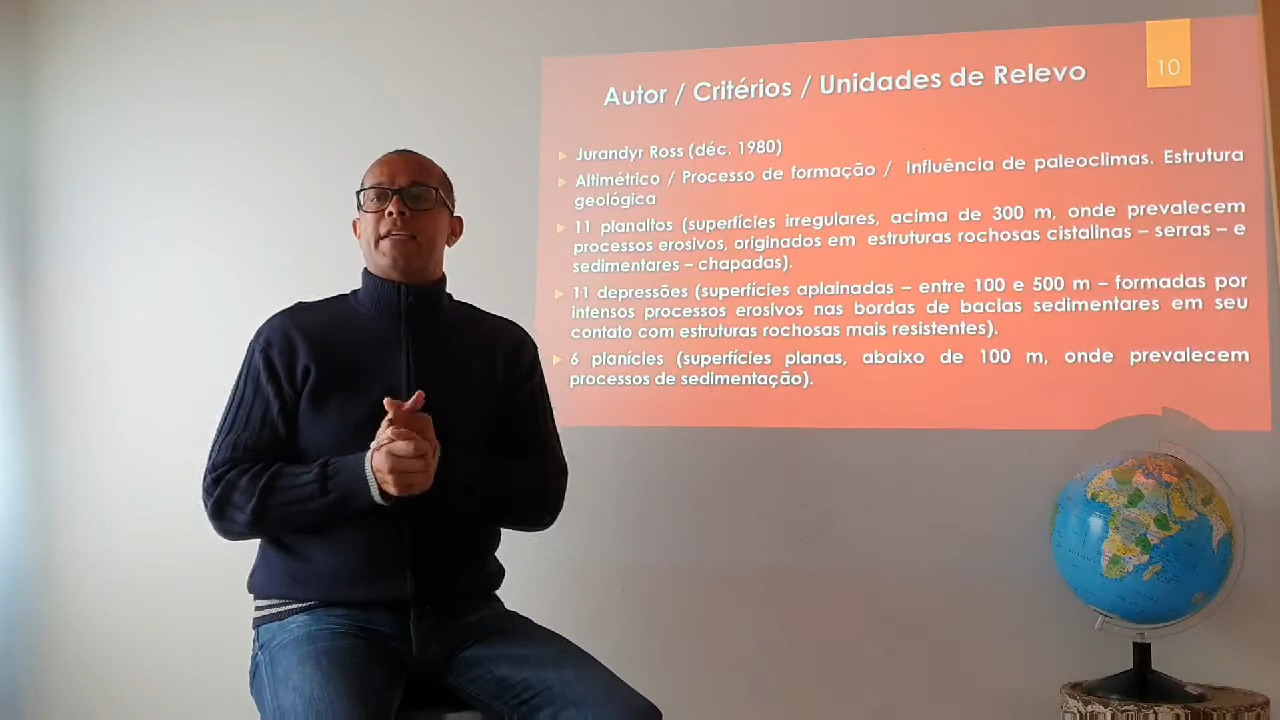 10
Autor / Critérios / Unidades de Relevo
Jurandyr Ross (déc. 1980)
Altimétrico / Processo de formação / Influência de paleoclimas. Estrutura
geológica
11 planaltos (superfícies irregulares, acima de 300 m, onde prevalecem
processos erosivos, originados em estruturas rochosas cistalinas – serras – e
sedimentares – chapadas).
11 depressões (superfícies aplainadas – entre 100 e 500 m – formadas por
intensos processos erosivos nas bordas de bacias sedimentares em seu
contato com estruturas rochosas mais resistentes).
6 planícies (superfícies planas, abaixo de 100 m, onde prevalecem
processos de sedimentação).